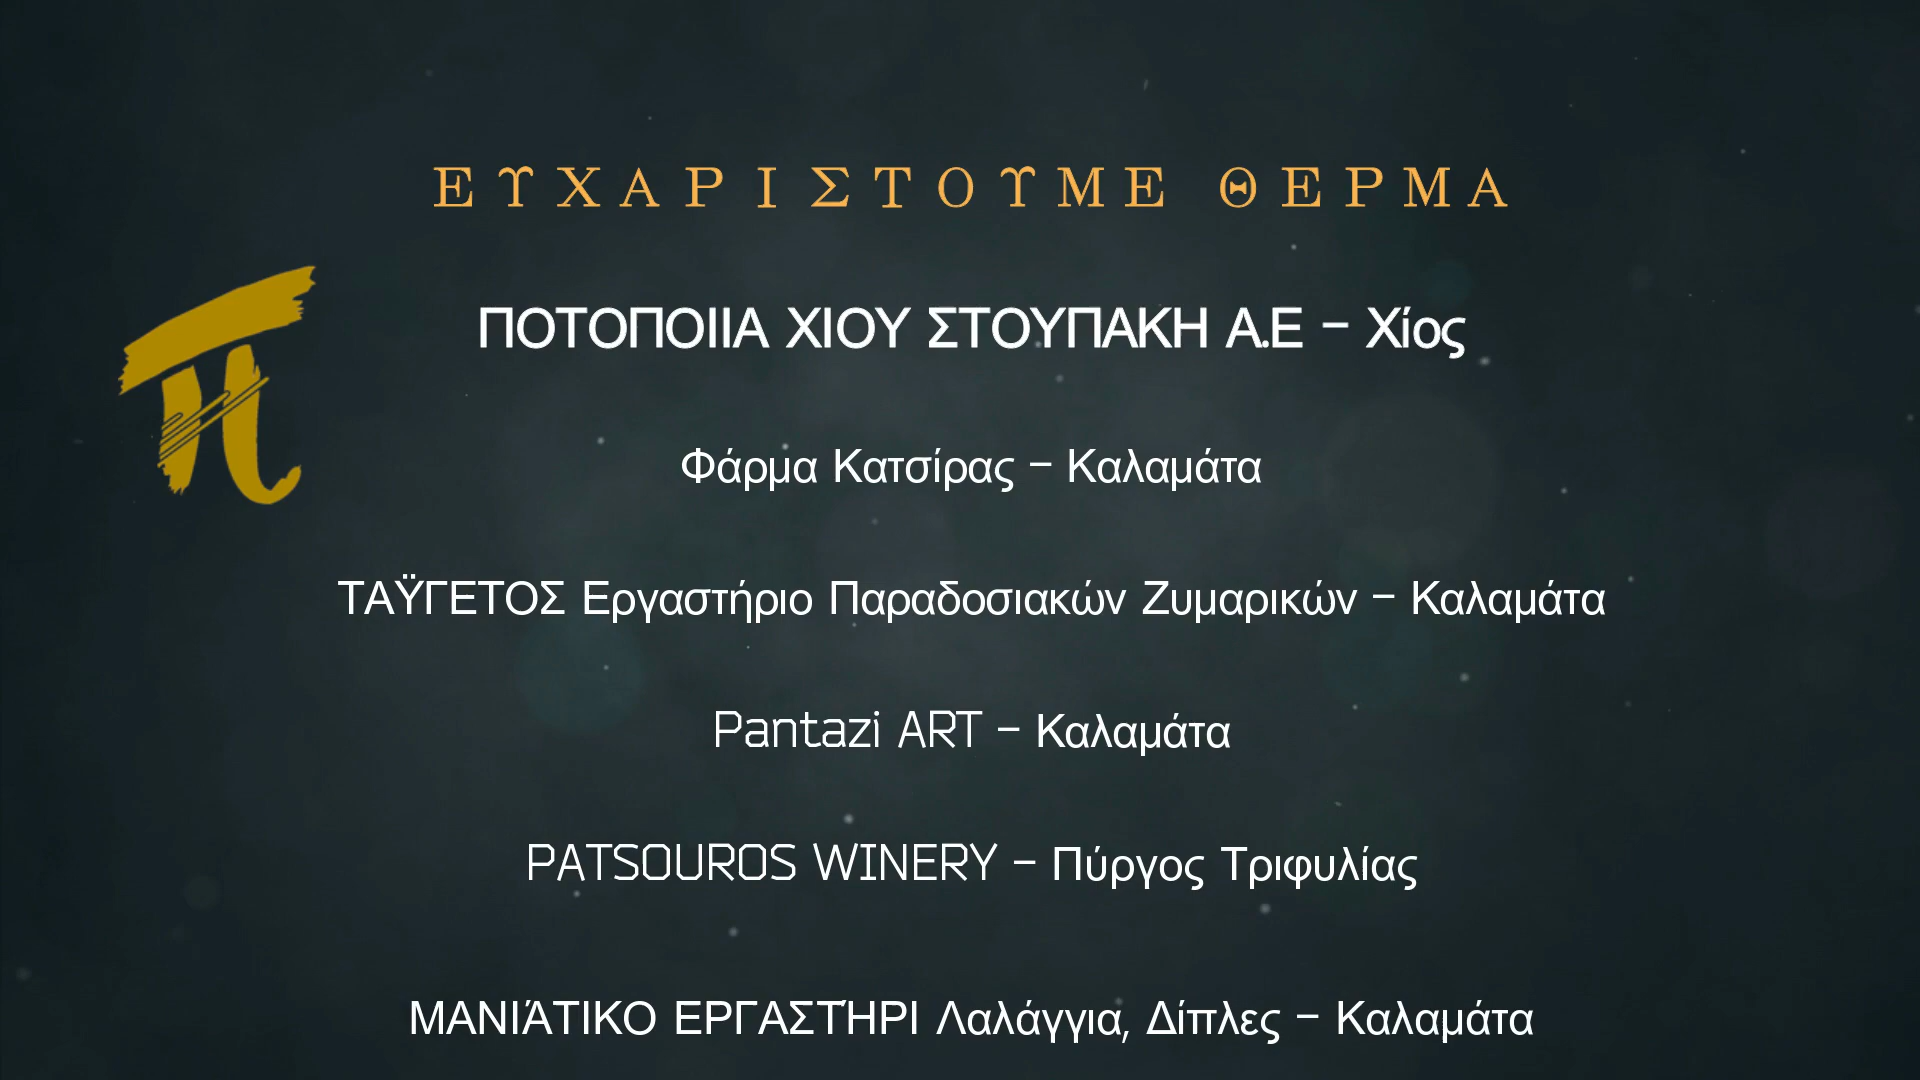 ΕΥΧΑΡΙΣΤΟΥΜΕ ΘΕΡΜΑ
ΠΟΤΟΠΟΙΙΑ ΧΙΟΥ ΣΤΟΥΠΑΚΗ Α.Ε – Χίος
Φάρμα Κατσίρας – Καλαμάτα
ΤΑΫΓΕΤΟΣ Εργαστήριο Παραδοσιακών Ζυμαρικών – Καλαμάτα
Pantazi ART – Καλαμάτα
PATSOUROS WINERY – Πύργος Τριφυλίας
ΜΑΝΙΆΤΙΚΟ ΕΡΓΑΣΤΉΡΙ Λαλάγγια, Δίπλες – Καλαμάτα